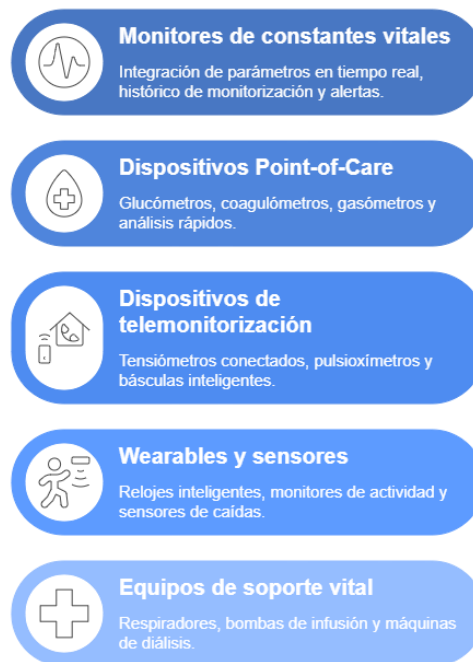 Monitores de constantes vitales
Integración de parámetros en tiempo real,
histórico de monitorización y alertas.
Dispositivos Point-of-Care
Glucómetros, coagulómetros, gasómetros y
análisis rápidos.
Dispositivos de
telemonitorización
Tensiómetros conectados, pulsioxímetros y
básculas inteligentes.
Wearables y sensores
Relojes inteligentes, monitores de actividad y
sensores de caídas.
Equipos de soporte vital
Respiradores, bombas de infusión y máquinas
de diálisis.